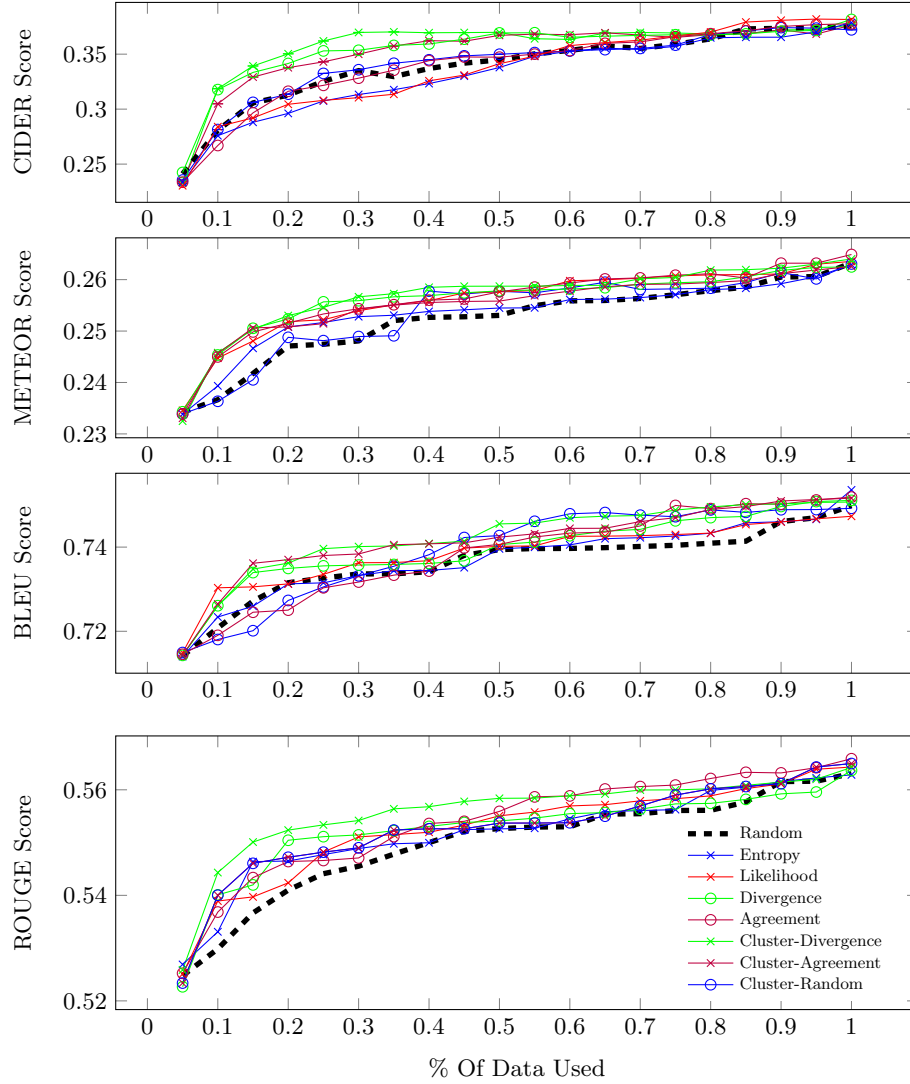 0.35
0.3
0.25
CIDER Score
0 0.1 0.2 0.3 0.4 0.5 0.6 0.7 0.8 0.9 1
0.26
0.25
0.24
0.23
METEOR Score
0 0.1 0.2 0.3 0.4 0.5 0.6 0.7 0.8 0.9 1
0.74
0.72
BLEU Score
0 0.1 0.2 0.3 0.4 0.5 0.6 0.7 0.8 0.9 1
0.56
0.54
0.52
ROUGE Score
Random
Entropy
Likelihood
Divergence
Agreement
Cluster-Divergence
Cluster-Agreement
Cluster-Random
0 0.1 0.2 0.3 0.4 0.5 0.6 0.7 0.8 0.9 1
% Of Data Used